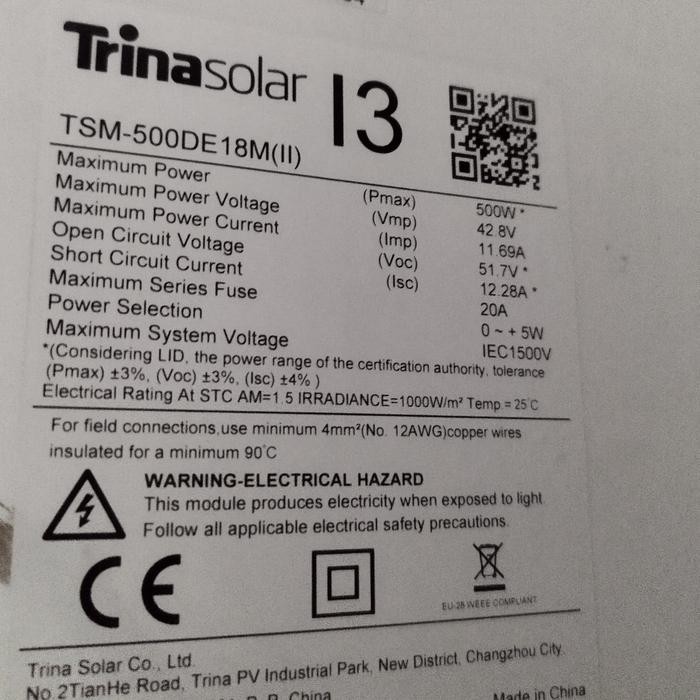 Trinasolar I3
TSM-500DE18M(II)
Maximum Power (Pmax) 500W *
Maximum Power Voltage (Vmp) 42.8V
Maximum Power Current (Imp) 11.69A
Open Circuit Voltage (Voc) 51.7V *
Short Circuit Current (Isc) 12.28A *
Maximum Series Fuse 20A
Power Selection 0 ~ + 5W
Maximum System Voltage IEC1500V
*(Considering LID, the power range of the certification authority, tolerance
(Pmax) ±3%, (Voc) ±3%, (Isc) ±4% )
Electrical Rating At STC AM=1.5 IRRADIANCE=1000W/m² Temp = 25°C
For field connections,use minimum 4mm²(No. 12AWG)copper wires
insulated for a minimum 90°C
WARNING-ELECTRICAL HAZARD
This module produces electricity when exposed to light.
Follow all applicable electrical safety precautions.
CE
EU-28 WEEE COMPLIANT
Trina Solar Co., Ltd.
No.2TianHe Road, Trina PV Industrial Park, New District, Changzhou City.
China Made in China